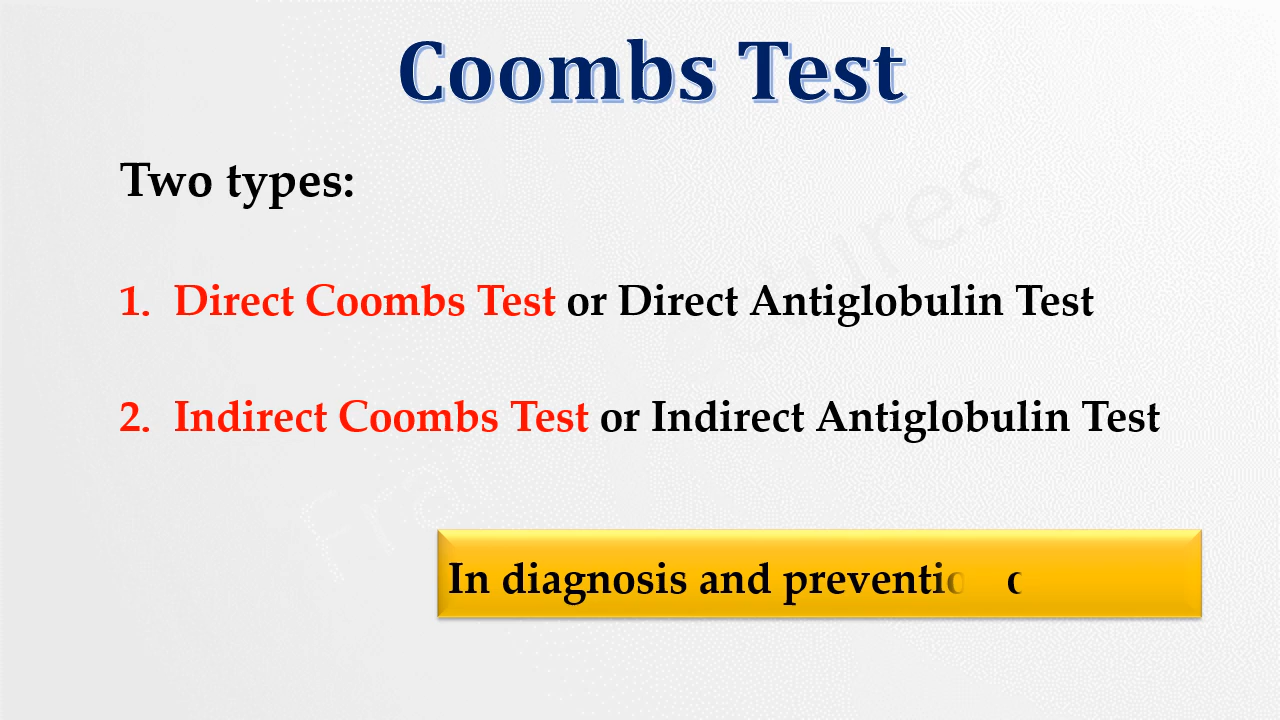 Coombs Test
Two types:
1. Direct Coombs Test or Direct Antiglobulin Test
2. Indirect Coombs Test or Indirect Antiglobulin Test
In diagnosis and